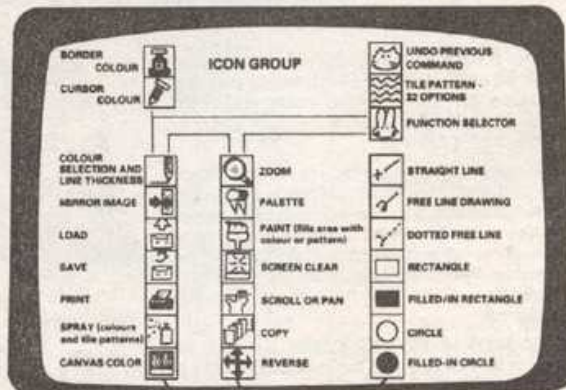 BORDER
COLOUR
ICON GROUP
UNDO PREVIOUS
COMMAND
CURSOR
COLOUR
TILE PATTERN -
32 OPTIONS
FUNCTION SELECTOR
COLOUR
SELECTION AND
LINE THICKNESS
ZOOM
STRAIGHT LINE
MIRROR IMAGE
PALETTE
FREE LINE DRAWING
LOAD
PAINT (fills area with
colour or pattern)
DOTTED FREE LINE
SAVE
SCREEN CLEAR
RECTANGLE
PRINT
SCROLL OR PAN
FILLED/IN RECTANGLE
SPRAY (colours
and tile patterns)
COPY
CIRCLE
CANVAS COLOR
REVERSE
FILLED-IN CIRCLE